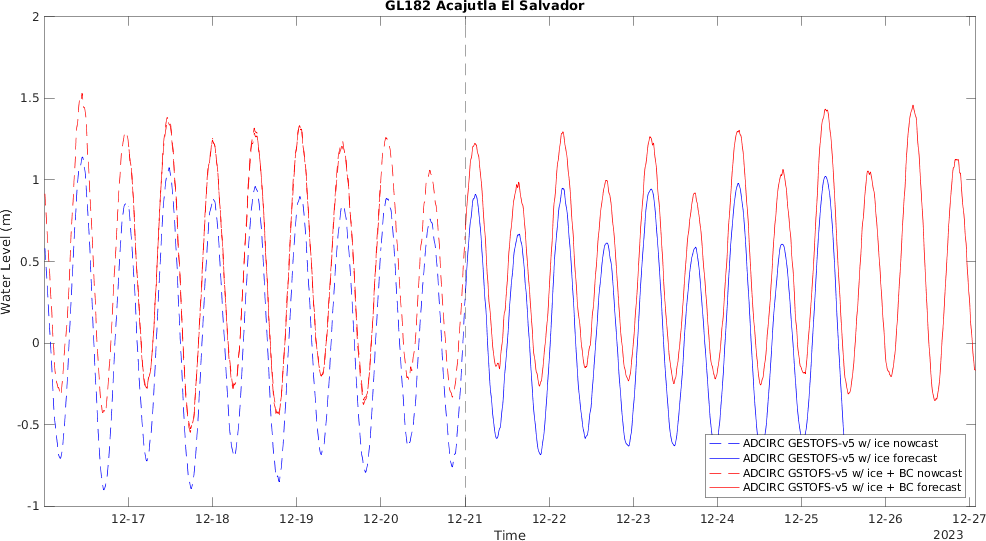 GL182 Acajutla El Salvador
2
1.5
1
0.5
0
-0.5
-1
Water Level (m)
ADCIRC GESTOFS-v5 w/ ice nowcast
ADCIRC GESTOFS-v5 w/ ice forecast
ADCIRC GSTOFS-v5 w/ ice + BC nowcast
ADCIRC GSTOFS-v5 w/ ice + BC forecast
12-17 12-18 12-19 12-20 12-21 12-22 12-23 12-24 12-25 12-26 12-27
Time
2023